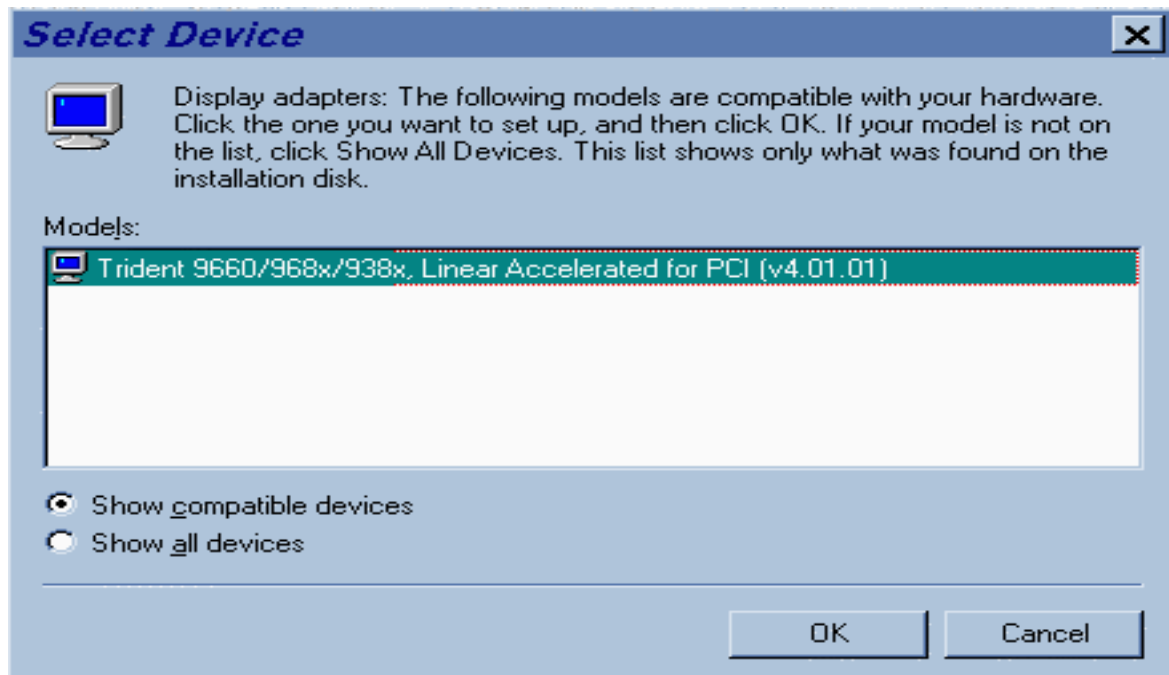 Select Device
Display adapters: The following models are compatible with your hardware.
Click the one you want to set up, and then click OK. If your model is not on
the list, click Show All Devices. This list shows only what was found on the
installation disk.
Models:
Trident 9660/968x/938x, Linear Accelerated for PCI (v4.01.01)
Show compatible devices
Show all devices
OK
Cancel